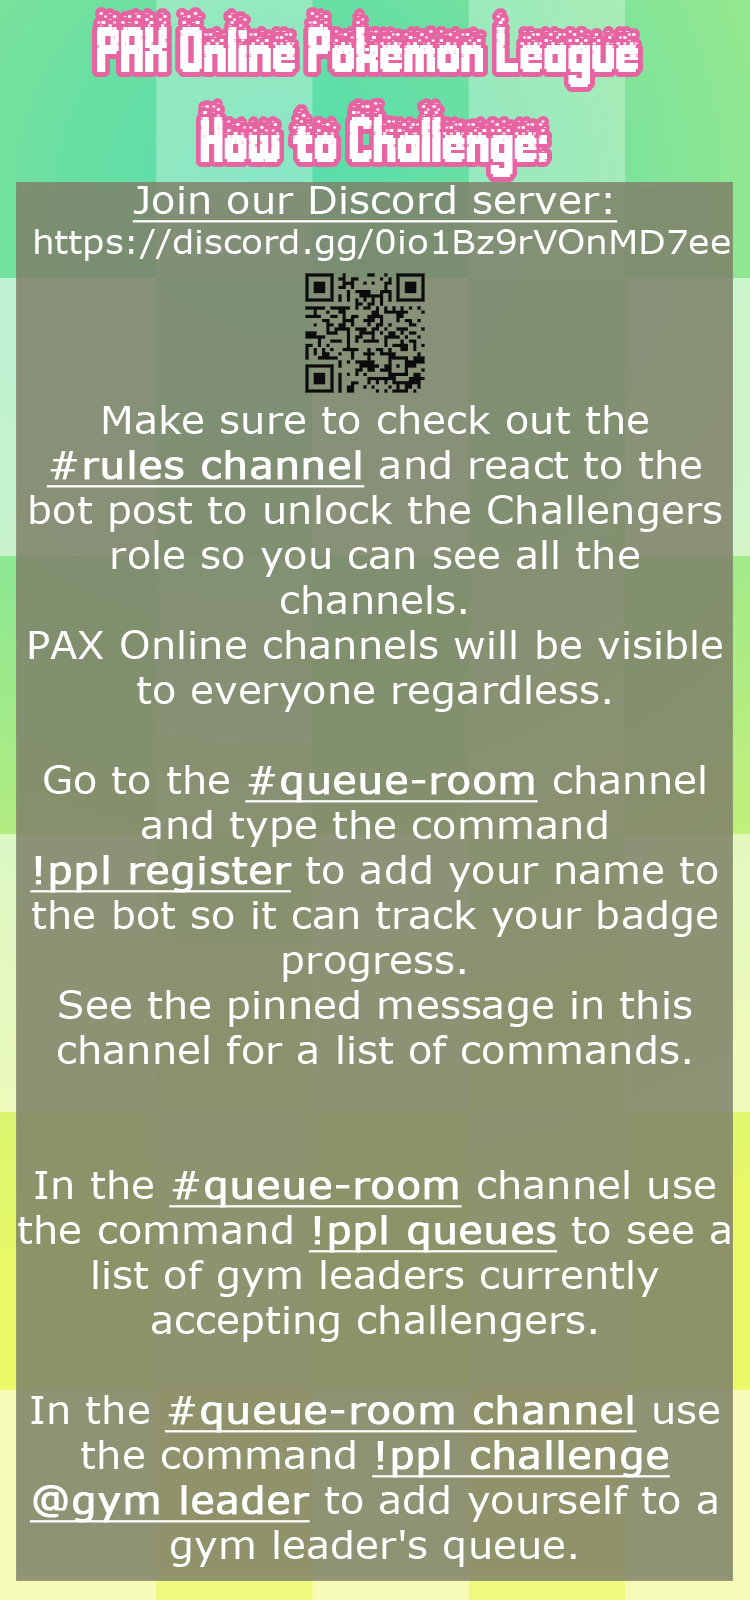 PAX Online Pokemon League
How to Challenge:
Join our Discord server:
https://discord.gg/0io1Bz9rVOnMD7ee
Make sure to check out the
#rules channel and react to the
bot post to unlock the Challengers
role so you can see all the
channels.
PAX Online channels will be visible
to everyone regardless.
Go to the #queue-room channel
and type the command
!ppl register to add your name to
the bot so it can track your badge
progress.
See the pinned message in this
channel for a list of commands.
In the #queue-room channel use
the command !ppl queues to see a
list of gym leaders currently
accepting challengers.
In the #queue-room channel use
the command !ppl challenge
@gym leader to add yourself to a
gym leader's queue.